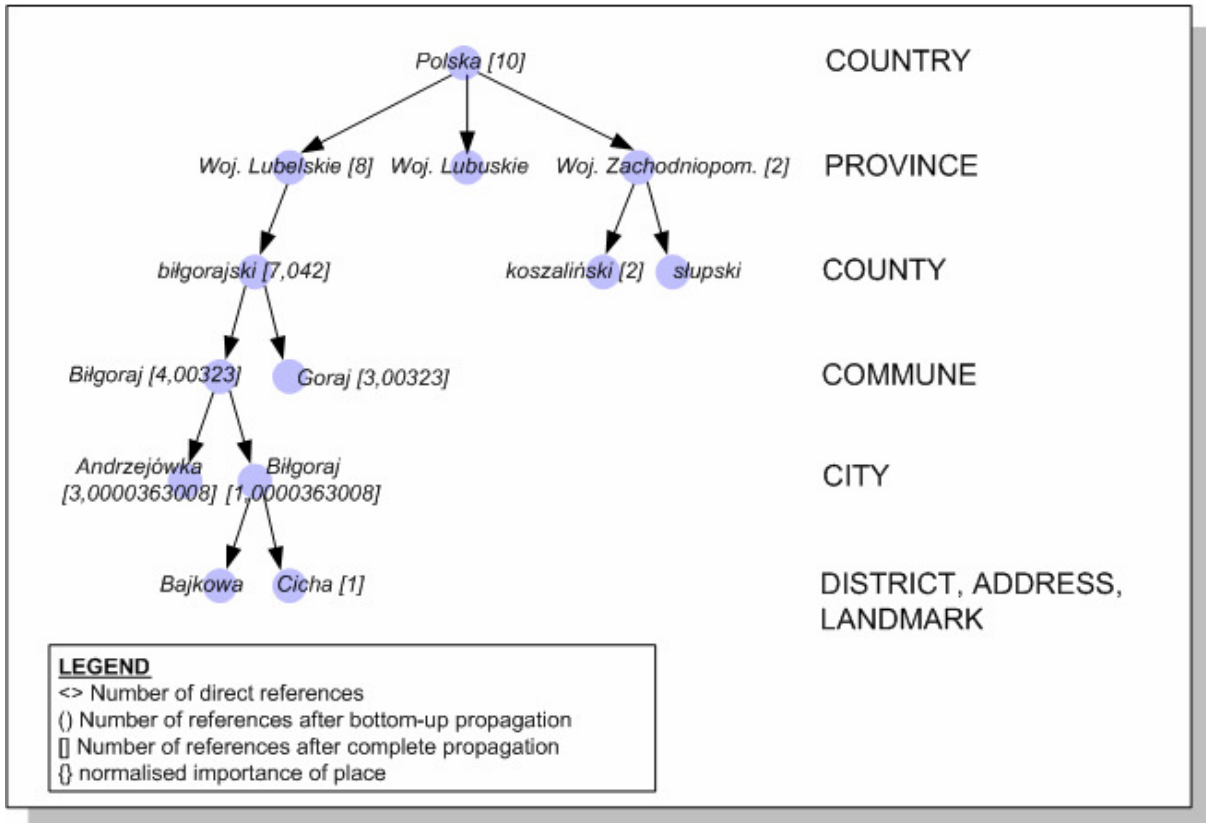 Polska [10]
COUNTRY
Woj. Lubelskie [8]
Woj. Lubuskie
Woj. Zachodniopom. [2]
PROVINCE
biłgorajski [7,042]
koszaliński [2]
słupski
COUNTY
Biłgoraj [4,00323]
Goraj [3,00323]
COMMUNE
Andrzejówka
[3,0000363008]
Biłgoraj
[1,0000363008]
CITY
Bajkowa
Cicha [1]
DISTRICT, ADDRESS,
LANDMARK
LEGEND
<> Number of direct references
() Number of references after bottom-up propagation
[] Number of references after complete propagation
{} normalised importance of place